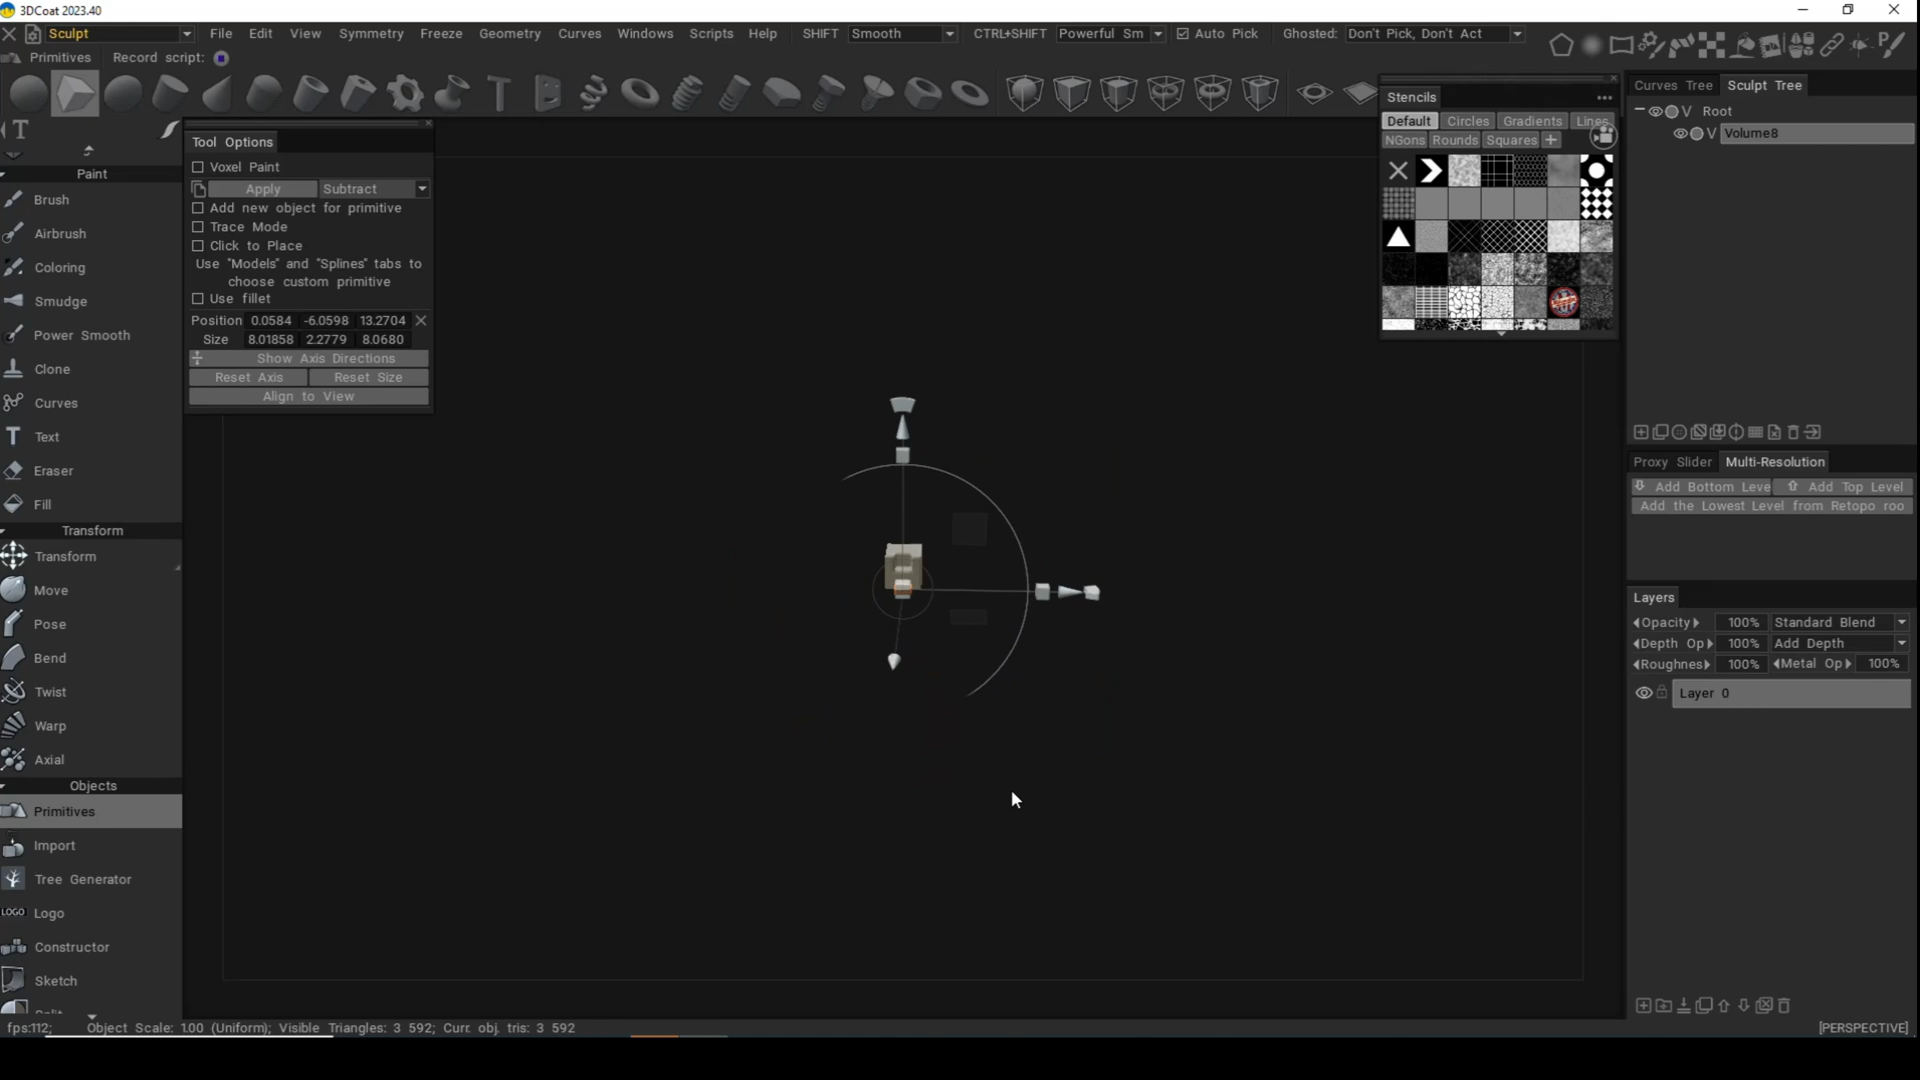 3DCoat 2023.40
Sculpt File Edit View Symmetry Freeze Geometry Curves Windows Scripts Help SHIFT Smooth CTRL+SHIFT Powerful Sm Auto Pick Ghosted: Don't Pick, Don't Act
Primitives Record script:
Tool Options
Voxel Paint
Apply Subtract
Add new object for primitive
Trace Mode
Click to Place
Use "Models" and "Splines" tabs to
choose custom primitive
Use fillet
Position 0.0584 -6.0598 13.2704
Size 8.01858 2.2779 8.0680
Show Axis Directions
Reset Axis Reset Size
Align to View
Paint
Brush
Airbrush
Coloring
Smudge
Power Smooth
Clone
Curves
Text
Eraser
Fill
Transform
Transform
Move
Pose
Bend
Twist
Warp
Axial
Objects
Primitives
Import
Tree Generator
LOGO Logo
Constructor
Sketch
Stencils
Default Circles Gradients Lines
NGons Rounds Squares
Curves Tree Sculpt Tree
V Root
V Volume8
Proxy Slider Multi-Resolution
Add Bottom Leve Add Top Level
Add the Lowest Level from Retopo roo
Layers
Opacity 100% Standard Blend
Depth Op 100% Add Depth
Roughnes 100% Metal Op 100%
Layer 0
fps:112; Object Scale: 1.00 (Uniform); Visible Triangles: 3 592; Curr. obj. tris: 3 592
[PERSPECTIVE]